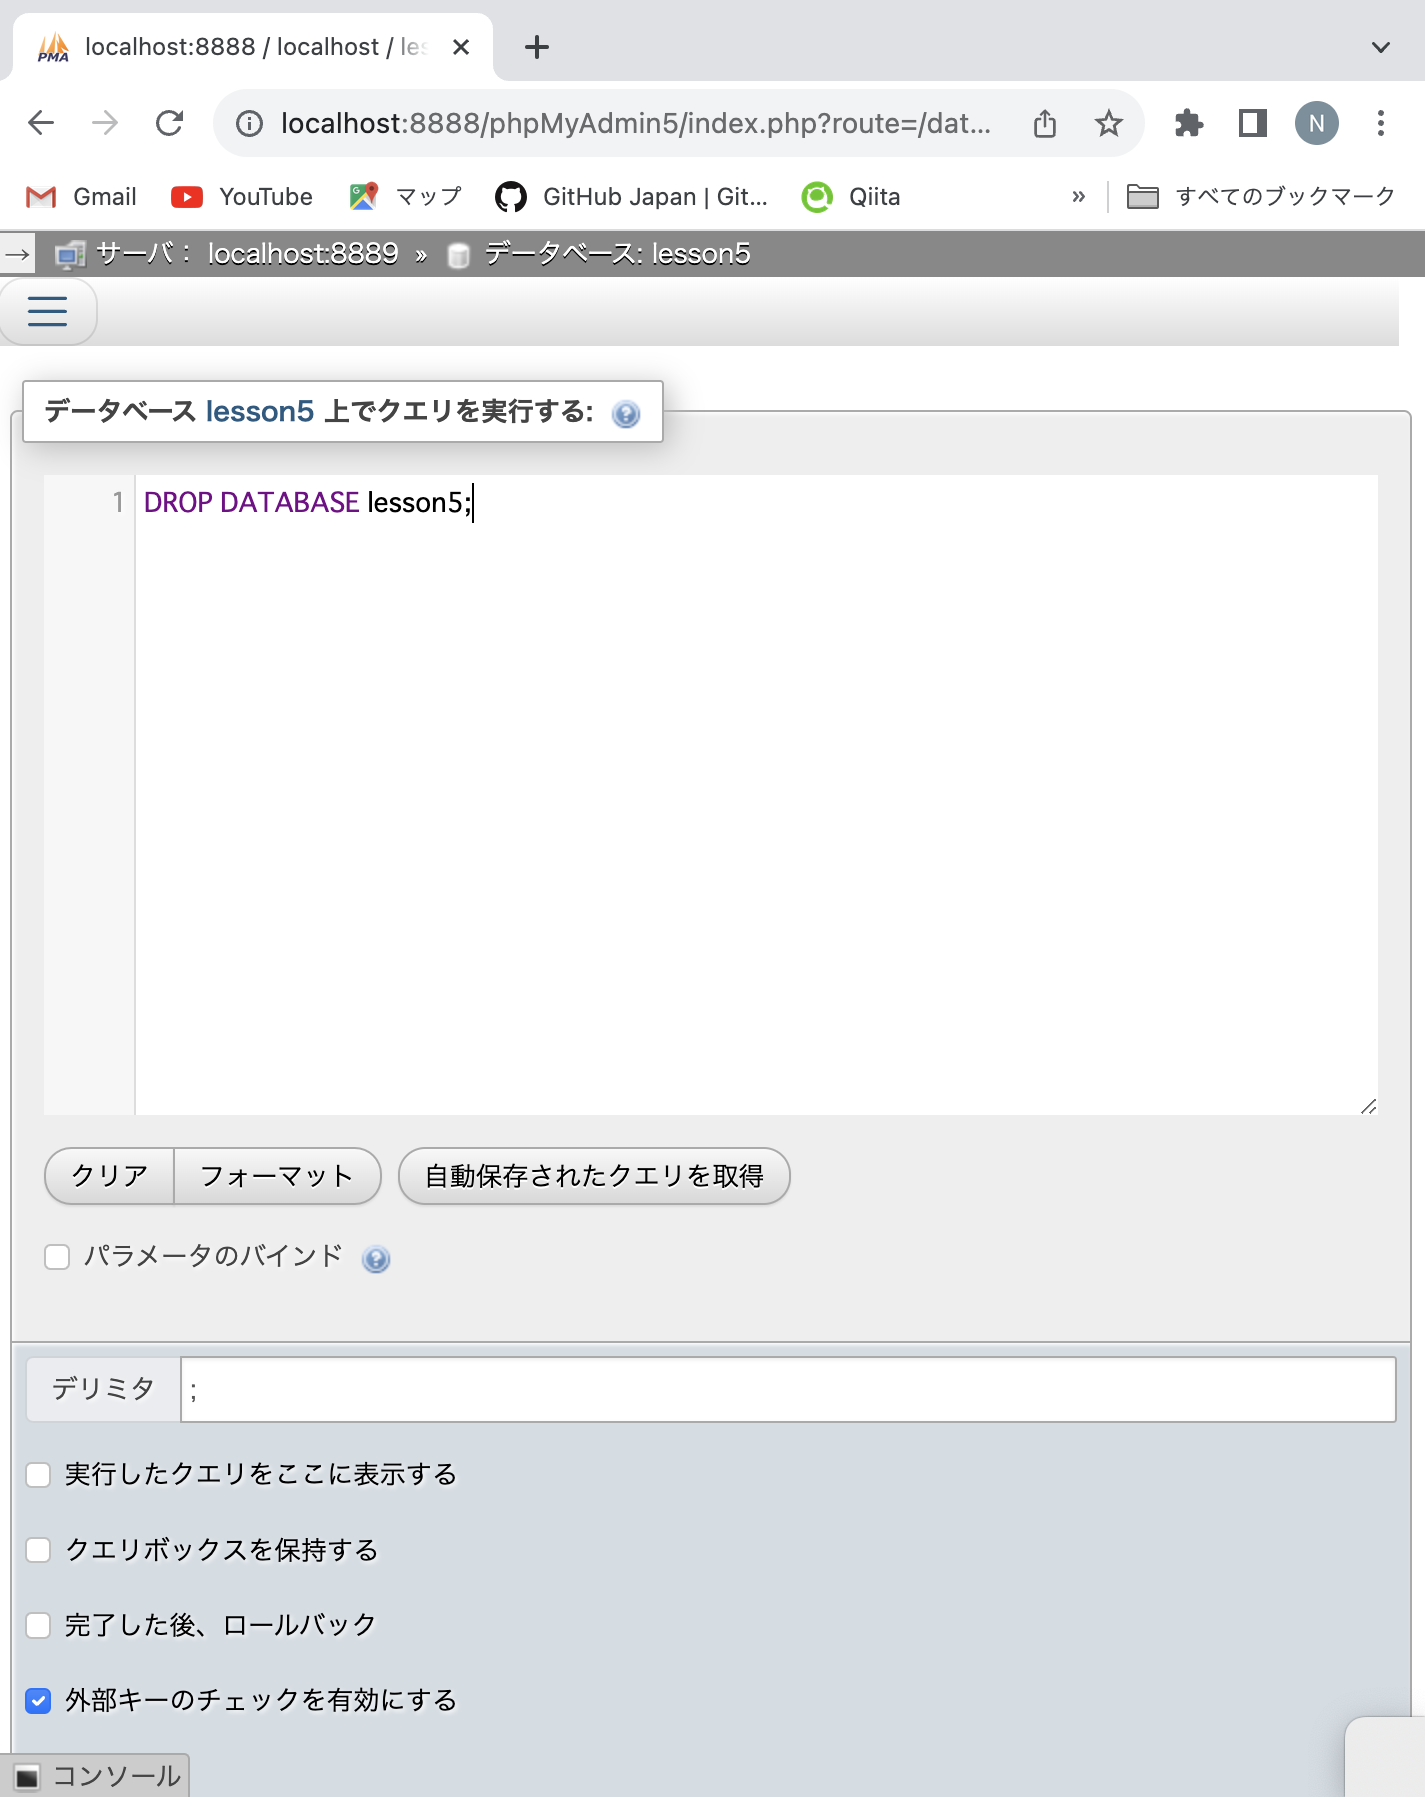 PMA localhost:8888 / localhost / les
localhost:8888/phpMyAdmin5/index.php?route=/dat...
N
Gmail YouTube マップ GitHub Japan | Git... Qiita » すべてのブックマーク
→ サーバ： localhost:8889 » データベース: lesson5
データベース lesson5 上でクエリを実行する:
1 DROP DATABASE lesson5;
クリア フォーマット 自動保存されたクエリを取得
パラメータのバインド
デリミタ ;
実行したクエリをここに表示する
クエリボックスを保持する
完了した後、ロールバック
外部キーのチェックを有効にする
コンソール